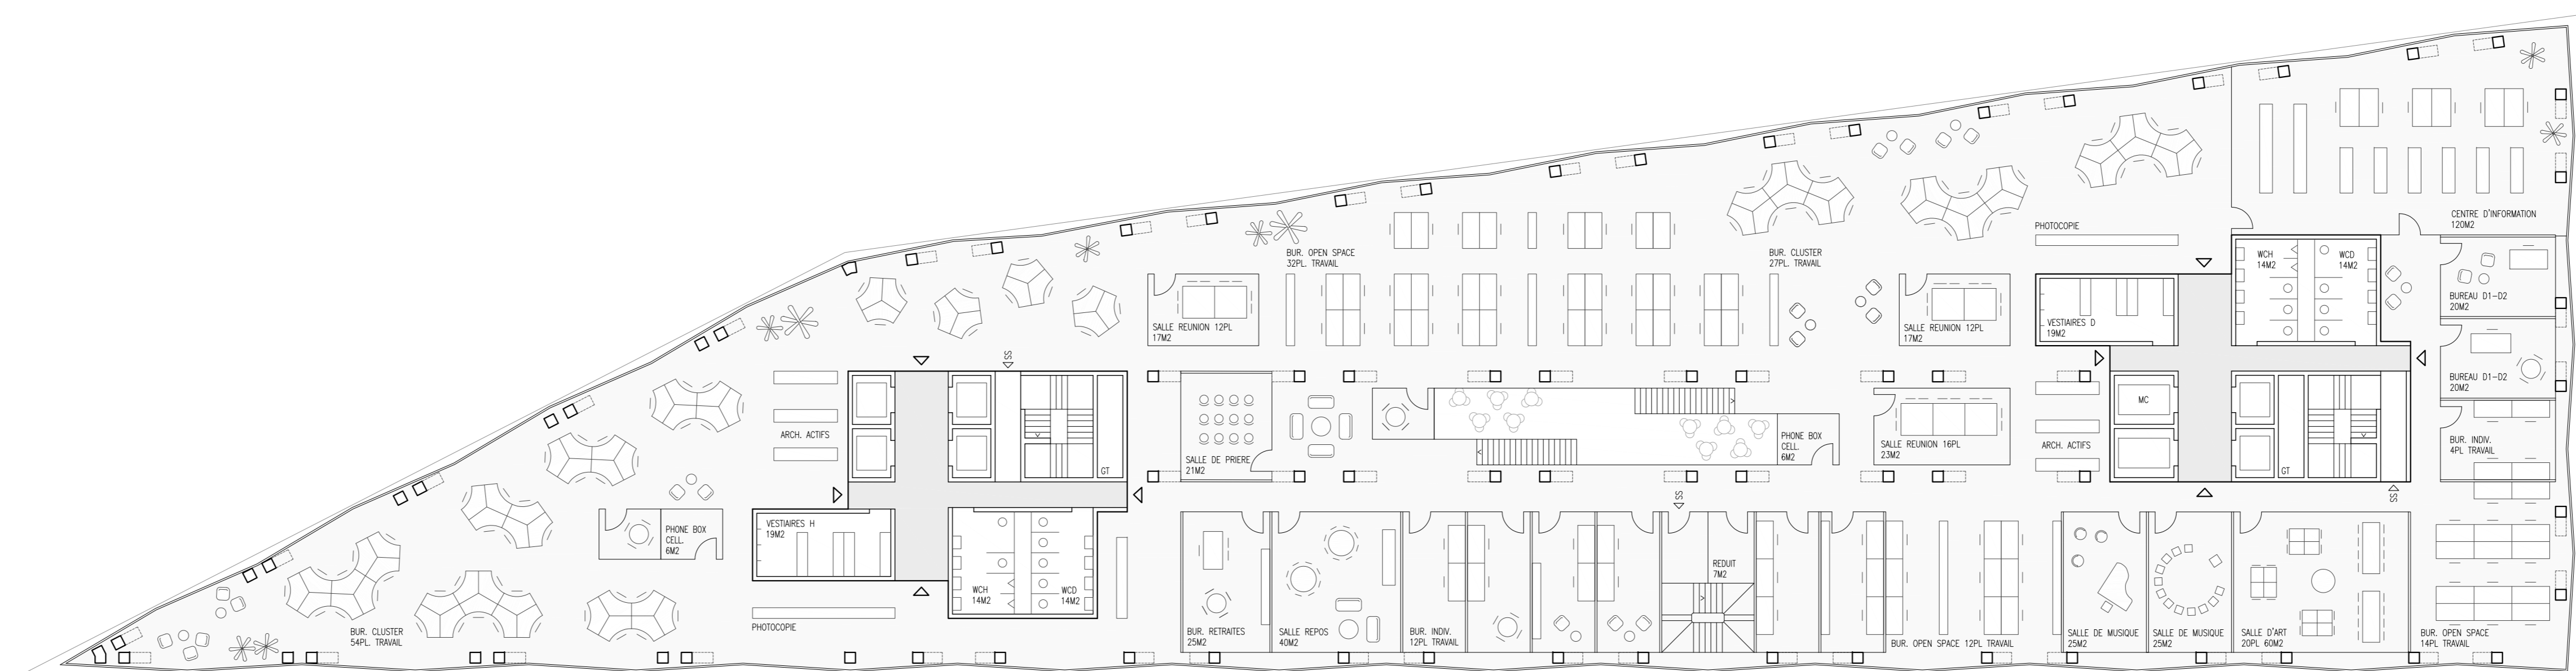 CENTRE D'INFORMATION
120M2
PHOTOCOPIE
BUR. OPEN SPACE
32PL. TRAVAIL
BUR. CLUSTER
27PL. TRAVAIL
WCH
14M2
WCD
14M2
BUREAU D1-D2
20M2
SALLE REUNION 12PL
17M2
SALLE REUNION 12PL
17M2
VESTIAIRES D
19M2
SS
BUREAU D1-D2
20M2
MC
ARCH. ACTIFS
SALLE DE PRIERE
21M2
PHONE BOX
CELL.
6M2
SALLE REUNION 16PL
23M2
ARCH. ACTIFS
BUR. INDIV.
4PL TRAVAIL
GT
GT
SS
SS
PHONE BOX
CELL.
6M2
VESTIAIRES H
19M2
REDUIT
7M2
WCH
14M2
WCD
14M2
BUR. CLUSTER
54PL. TRAVAIL
PHOTOCOPIE
BUR. RETRAITES
25M2
SALLE REPOS
40M2
BUR. INDIV.
12PL TRAVAIL
BUR. OPEN SPACE 12PL TRAVAIL
SALLE DE MUSIQUE
25M2
SALLE DE MUSIQUE
25M2
SALLE D'ART
20PL 60M2
BUR. OPEN SPACE
14PL TRAVAIL